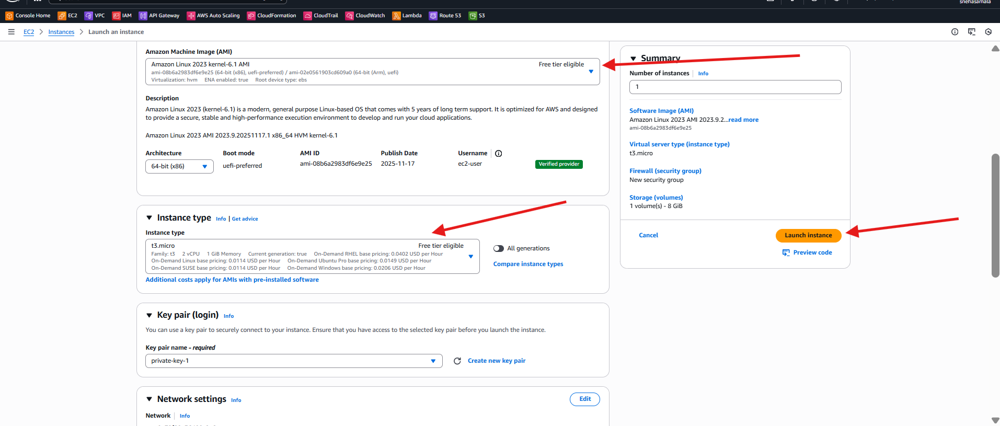 snehasamala
Console Home EC2 VPC IAM API Gateway AWS Auto Scaling CloudFormation CloudTrail CloudWatch Lambda Route 53 S3
EC2 > Instances > Launch an instance
Amazon Machine Image (AMI)
Amazon Linux 2023 kernel-6.1 AMI Free tier eligible
ami-08b6a2983df6e9e25 (64-bit (x86), uefi-preferred) / ami-02e0561903cd609a0 (64-bit (Arm), uefi)
Virtualization: hvm ENA enabled: true Root device type: ebs
Description
Amazon Linux 2023 (kernel-6.1) is a modern, general purpose Linux-based OS that comes with 5 years of long term support. It is optimized for AWS and designed
to provide a secure, stable and high-performance execution environment to develop and run your cloud applications.
Amazon Linux 2023 AMI 2023.9.20251117.1 x86_64 HVM kernel-6.1
Architecture Boot mode AMI ID Publish Date Username
64-bit (x86) uefi-preferred ami-08b6a2983df6e9e25 2025-11-17 ec2-user Verified provider
Instance type Info | Get advice
Instance type
t3.micro Free tier eligible
Family: t3 2 vCPU 1 GiB Memory Current generation: true On-Demand RHEL base pricing: 0.0402 USD per Hour
On-Demand Linux base pricing: 0.0114 USD per Hour On-Demand Ubuntu Pro base pricing: 0.0149 USD per Hour
On-Demand SUSE base pricing: 0.0114 USD per Hour On-Demand Windows base pricing: 0.0206 USD per Hour
All generations
Compare instance types
Additional costs apply for AMIs with pre-installed software
Key pair (login) Info
You can use a key pair to securely connect to your instance. Ensure that you have access to the selected key pair before you launch the instance.
Key pair name - required
private-key-1 Create new key pair
Network settings Info Edit
Network Info
Summary
Number of instances Info
1
Software Image (AMI)
Amazon Linux 2023 AMI 2023.9.2...read more
ami-08b6a2983df6e9e25
Virtual server type (instance type)
t3.micro
Firewall (security group)
New security group
Storage (volumes)
1 volume(s) - 8 GiB
Cancel Launch instance
Preview code